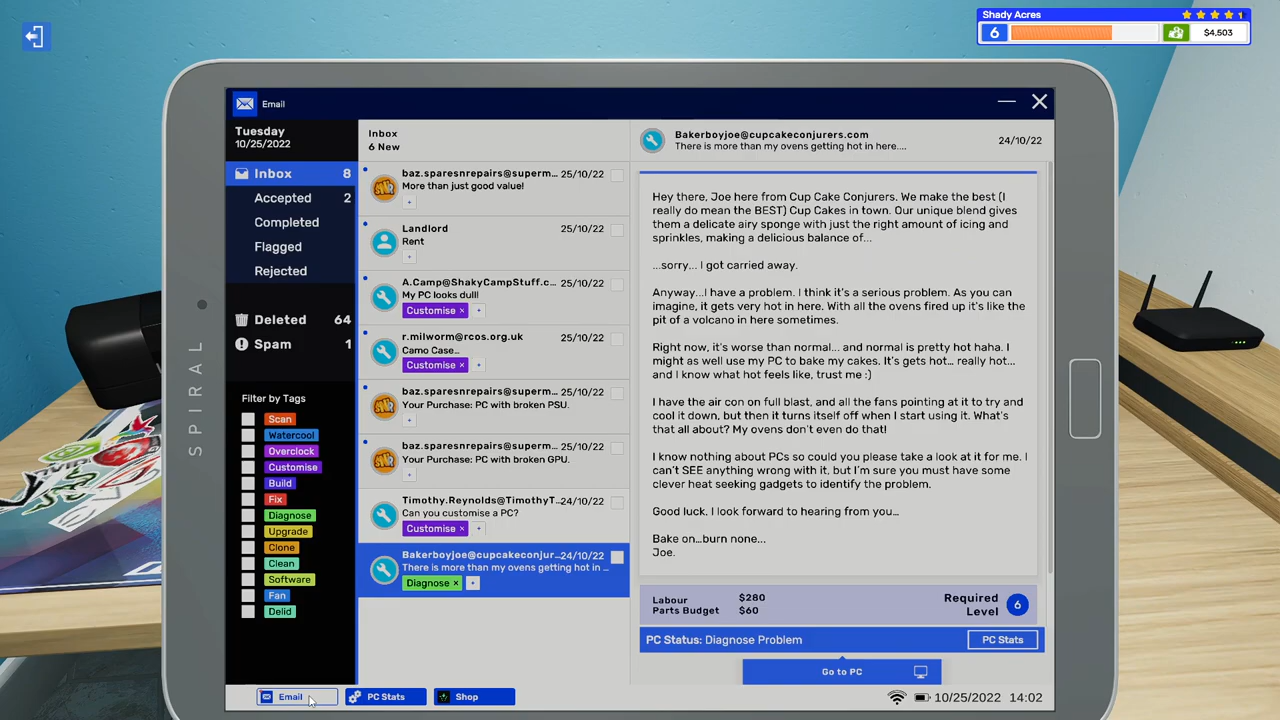 Shady Acres
6
$4,503
Email
Tuesday
10/25/2022
Inbox 8
Accepted 2
Completed
Flagged
Rejected
Deleted 64
Spam 1
Filter by Tags
Scan
Watercool
Overclock
Customise
Build
Fix
Diagnose
Upgrade
Clone
Clean
Software
Fan
Delid
Inbox
6 New
baz.sparesnrepairs@superm... 25/10/22
More than just good value!
+
Landlord 25/10/22
Rent
+
A.Camp@ShakyCampStuff.c... 25/10/22
My PC looks dull!
Customise × +
r.milworm@rcos.org.uk 25/10/22
Camo Case...
Customise × +
baz.sparesnrepairs@superm... 25/10/22
Your Purchase: PC with broken PSU.
+
baz.sparesnrepairs@superm... 25/10/22
Your Purchase: PC with broken GPU.
+
Timothy.Reynolds@TimothyT... 24/10/22
Can you customise a PC?
Customise × +
Bakerboyjoe@cupcakeconjur... 24/10/22
There is more than my ovens getting hot in ...
Diagnose × +
Bakerboyjoe@cupcakeconjurers.com
There is more than my ovens getting hot in here....
24/10/22
Hey there, Joe here from Cup Cake Conjurers. We make the best (I
really do mean the BEST) Cup Cakes in town. Our unique blend gives
them a delicate airy sponge with just the right amount of icing and
sprinkles, making a delicious balance of...
...sorry... I got carried away.
Anyway...I have a problem. I think it's a serious problem. As you can
imagine, it gets very hot in here. With all the ovens fired up it's like the
pit of a volcano in here sometimes.
Right now, it's worse than normal... and normal is pretty hot haha. I
might as well use my PC to bake my cakes. It's gets hot... really hot...
and I know what hot feels like, trust me :)
I have the air con on full blast, and all the fans pointing at it to try and
cool it down, but then it turns itself off when I start using it. What's
that all about? My ovens don't even do that!
I know nothing about PCs so could you please take a look at it for me. I
can't SEE anything wrong with it, but I'm sure you must have some
clever heat seeking gadgets to identify the problem.
Good luck, I look forward to hearing from you...
Bake on...burn none...
Joe.
Labour $280
Parts Budget $60
Required
Level 6
PC Status: Diagnose Problem
PC Stats
Go to PC
Email
PC Stats
Shop
10/25/2022 14:02
SPIRAL